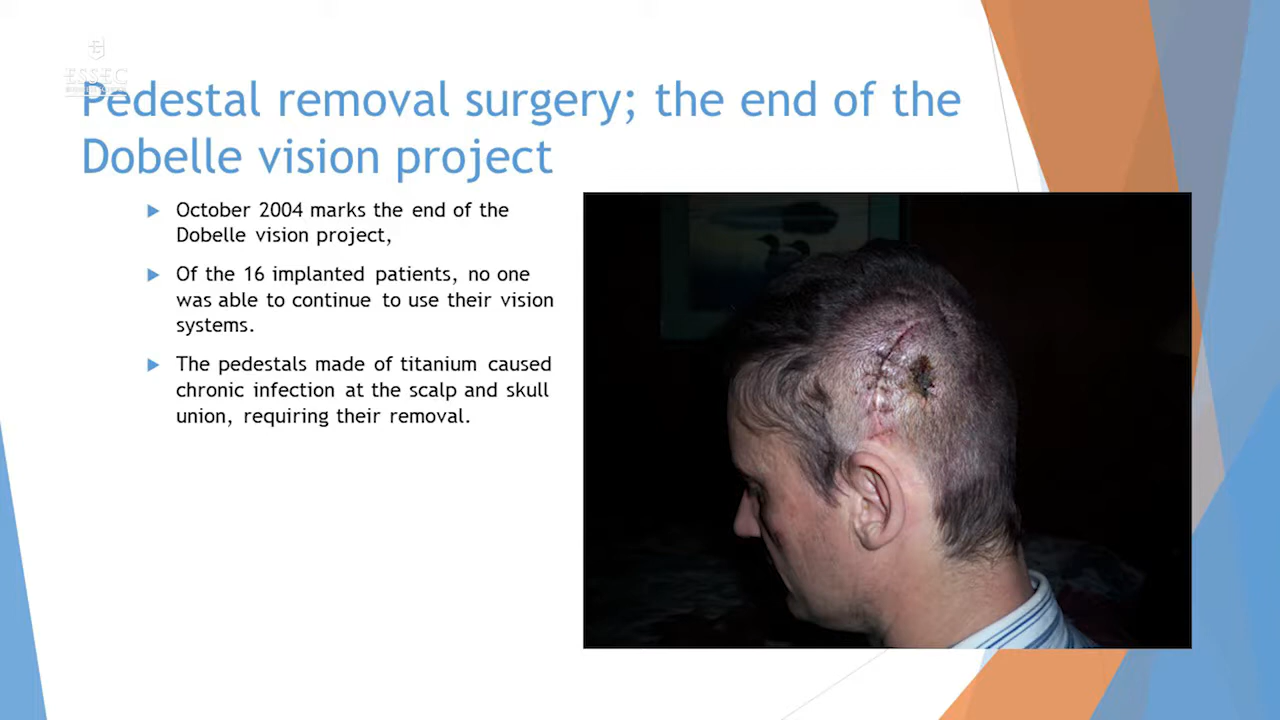 ESSEC
Pedestal removal surgery; the end of the
Dobelle vision project
October 2004 marks the end of the
Dobelle vision project,
Of the 16 implanted patients, no one
was able to continue to use their vision
systems.
The pedestals made of titanium caused
chronic infection at the scalp and skull
union, requiring their removal.